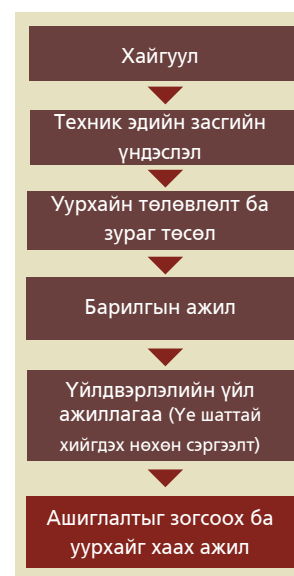 Хайгуул
Техник эдийн засгийн
үндэслэл
Уурхайн төлөвлөлт ба
зураг төсөл
Барилгын ажил
Үйлдвэрлэлийн үйл
ажиллагаа (Үе шаттай
хийгдэх нөхөн сэргээлт)
Ашиглалтыг зогсоох ба
уурхайг хаах ажил